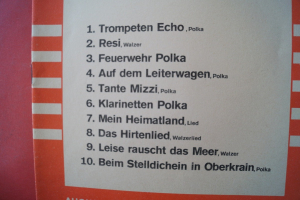 1. Trompeten Echo, Polka
2. Resi, Walzer
3. Feuerwehr Polka
4. Auf dem Leiterwagen, Polka
5. Tante Mizzi, Polka
6. Klarinetten Polka
7. Mein Heimatland, Lied
8. Das Hirtenlied, Walzerlied
9. Leise rauscht das Meer, Walzer
10. Beim Stelldichein in Oberkrain, Polka